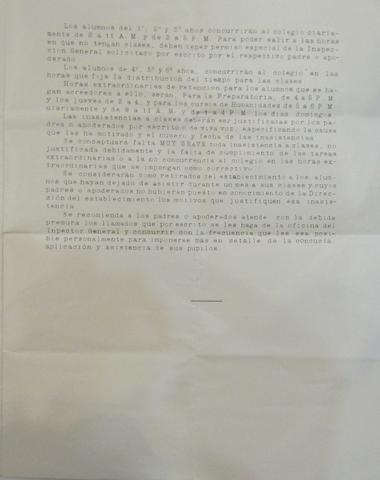 Los alumnos del 1°, 2° y 3° años concurrirán al colegio diaria-
mente de 8 a 11 A. M. y de 2 a 5 P. M. Para poder salir a las horas
en que no tengan clases, deben tener permiso especial de la Inspec-
ción General solicitado por escrito por el respectivo padre o apo-
derado
Los alumnos de 4°, 5° y 6° años, concurrirán al colegio en las
horas que fija la distribución del tiempo para las clases
Horas extraordinarias de retención para los alumnos que se ha-
gan acreedores a ello, serán: Para la Preparatoria, de 4 a 5 P. M.
y los jueves de 2 a 4, y para los cursos de Humanidades de 5 a 6 P. M.
diariamente y de 8 a 11 A. M. y de 1 a 4 P. M. los días domingos
Las inasistencias a clases deberán ser justificadas por los pa-
dres o apoderados por escrito o de viva voz, especificando la causa
que las ha motivado y el número y fecha de las inasistencias
Se conceptuará falta MUY GRAVE toda inasistencia a clases, no
justificada debidamente y la falta de cumplimiento de las tareas
extraordinarias o a la no concurrencia al colegio en las horas ex-
traordinarias que se impongan como correctivo
Se considerarán como retirados del establecimiento a los alum-
nos que hayan dejado de asistir durante un mes a sus clases y cuyos
padres o apoderados no hubieran puesto en conocimiento de la Direc-
ción del establecimiento los motivos que justifiquen esa inasis-
tencia
Se recomienda a los padres o apoderados atende con la debida
premura los llamados que por escrito se les haga de la oficina del
Inspector General y concurrir con la frecuencia que les sea posi-
ble personalmente para imponerse más en detalle de la conducta,
aplicación y asistencia de sus pupilos